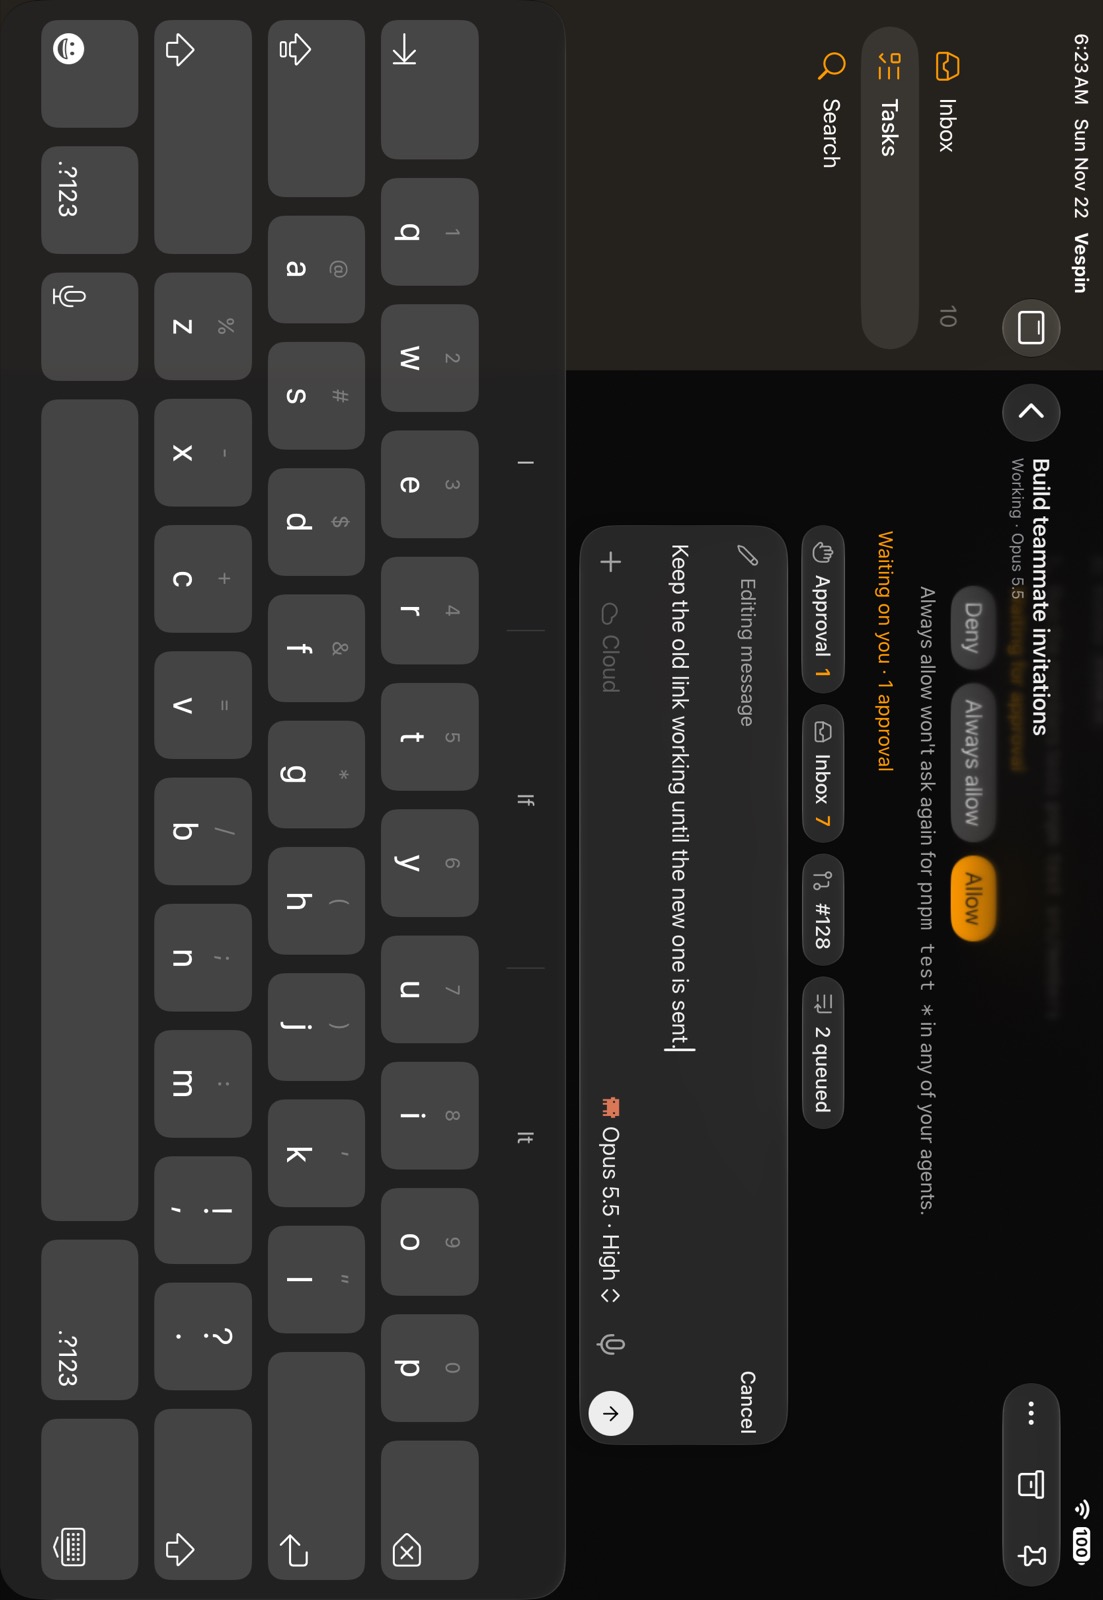 6:23 AM Sun Nov 22 Vespin
100
Inbox 10
Tasks
Search
Build teammate invitations
Working · Opus 5.5
Waiting for approval
Deny
Always allow
Allow
Always allow won't ask again for pnpm test * in any of your agents.
Waiting on you · 1 approval
Approval 1
Inbox 7
#128
2 queued
Editing message
Cancel
Keep the old link working until the new one is sent.
Cloud
Opus 5.5 · High
I
If
It
1 2 3 4 5 6 7 8 9 0
q w e r t y u i o p
@ # $ & * ( ) ' "
a s d f g h j k l
% - + = / ; : ! ?
z x c v b n m , .
.?123
.?123